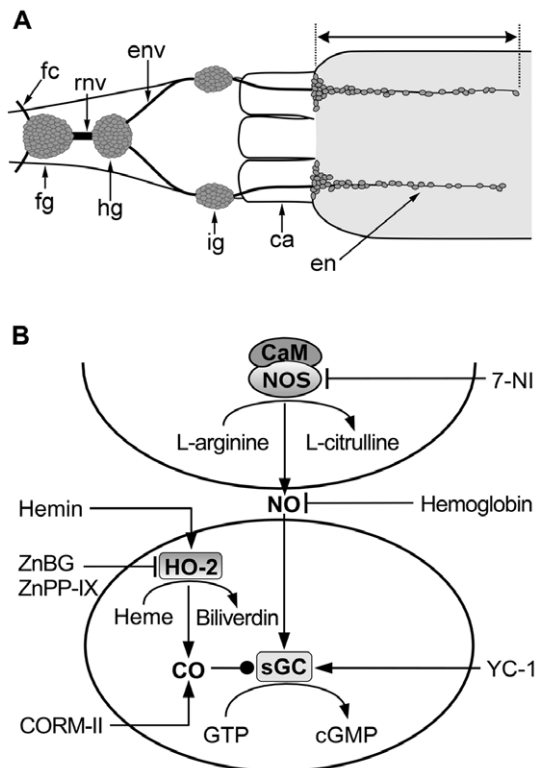 A
env
fc
rnv
fg
hg
ig
ca
en
B
CaM
NOS
7-NI
L-arginine
L-citrulline
NO
Hemoglobin
Hemin
ZnBG
ZnPP-IX
HO-2
Heme
Biliverdin
CO
sGC
YC-1
CORM-II
GTP
cGMP